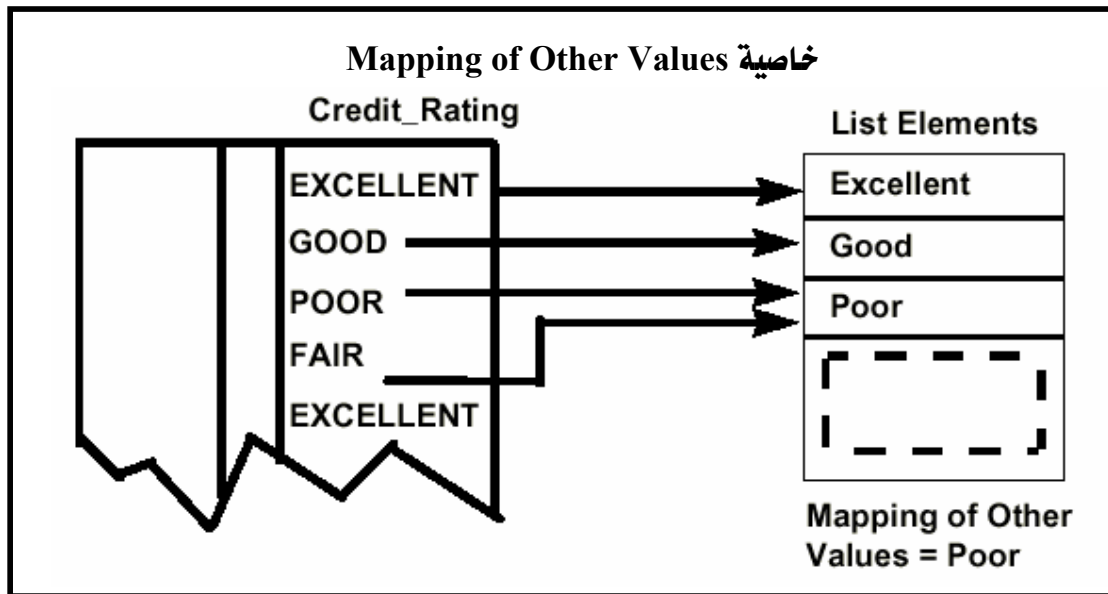 خاصية Mapping of Other Values
Credit_Rating
EXCELLENT
GOOD
POOR
FAIR
EXCELLENT
List Elements
Excellent
Good
Poor
Mapping of Other
Values = Poor